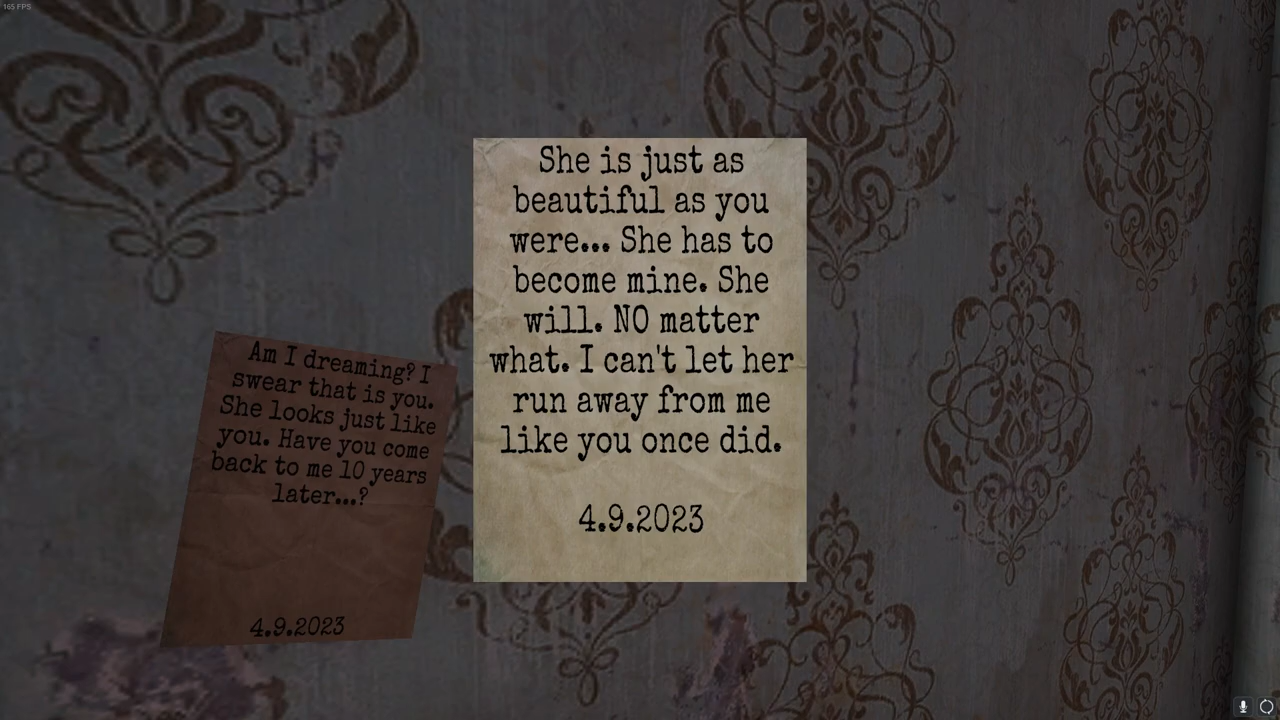 165 FPS
Am I dreaming? I
swear that is you.
She looks just like
you. Have you come
back to me 10 years
later...?
4.9.2023
She is just as
beautiful as you
were... She has to
become mine. She
will. NO matter
what. I can't let her
run away from me
like you once did.
4.9.2023